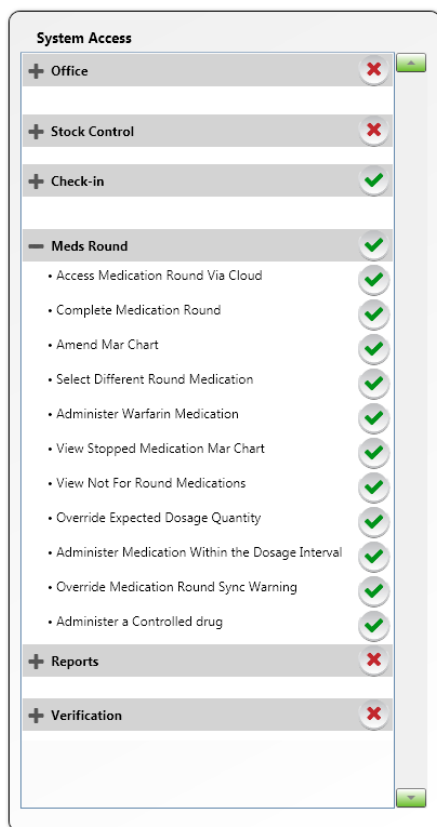 System Access
Office
Stock Control
Check-in
Meds Round
• Access Medication Round Via Cloud
• Complete Medication Round
• Amend Mar Chart
• Select Different Round Medication
• Administer Warfarin Medication
• View Stopped Medication Mar Chart
• View Not For Round Medications
• Override Expected Dosage Quantity
• Administer Medication Within the Dosage Interval
• Override Medication Round Sync Warning
• Administer a Controlled drug
Reports
Verification